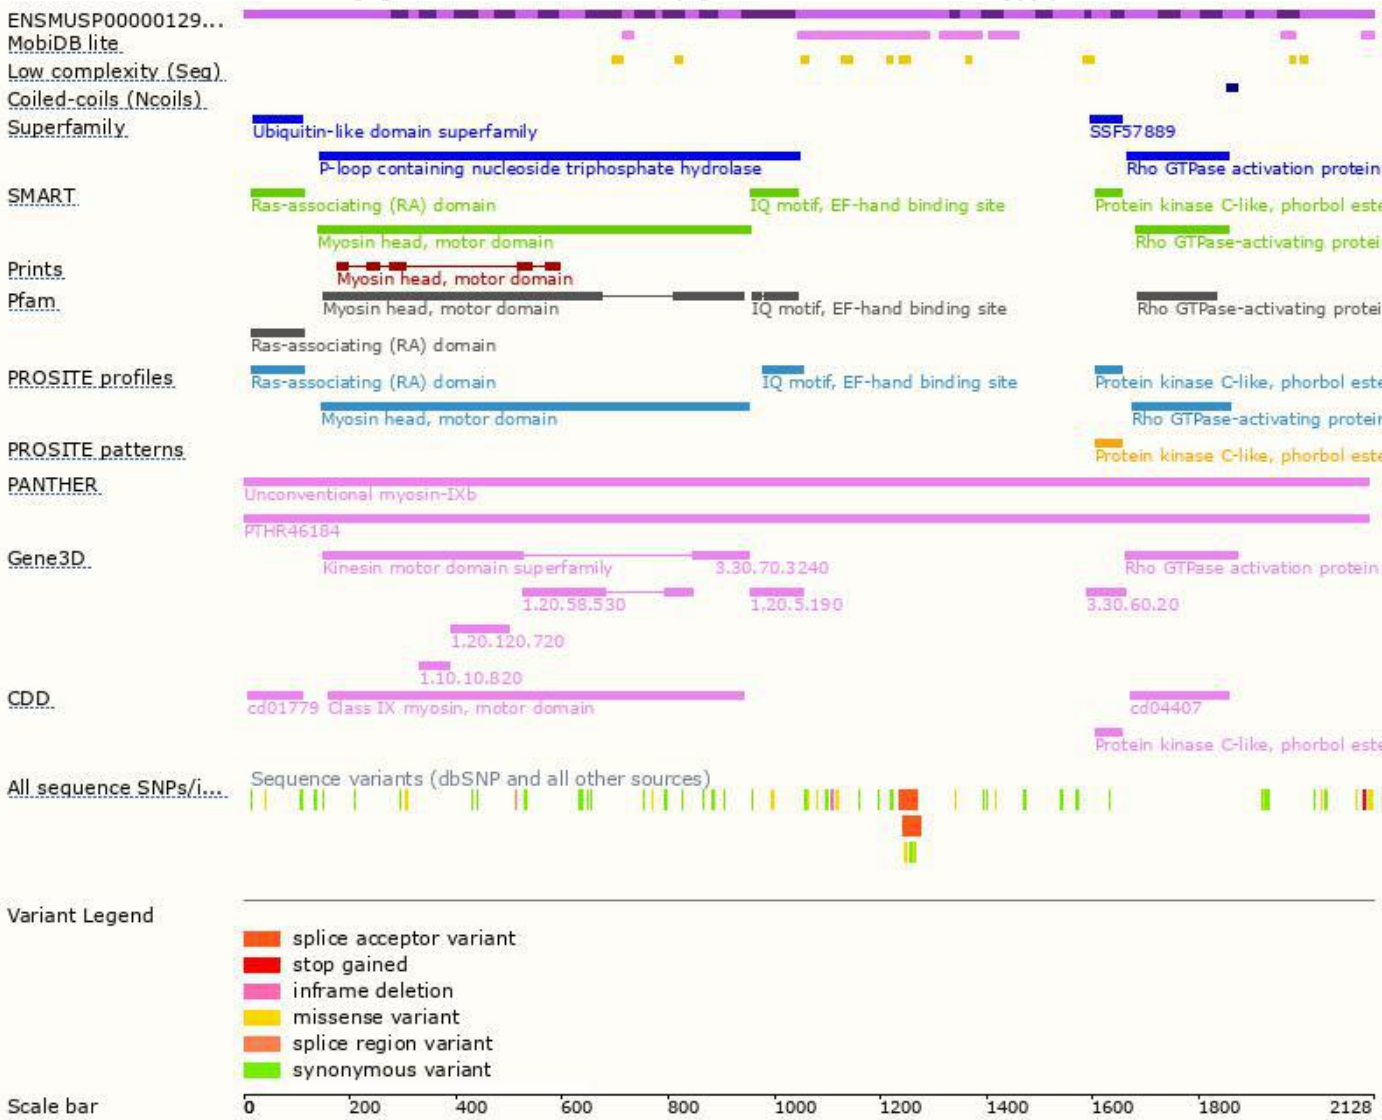 ENSMUSP00000129...
MobiDB lite
Low complexity (Seg)
Coiled-coils (Ncoils)
Superfamily
Ubiquitin-like domain superfamily SSF57889
P-loop containing nucleoside triphosphate hydrolase Rho GTPase activation protein
SMART
Ras-associating (RA) domain IQ motif, EF-hand binding site Protein kinase C-like, phorbol este
Myosin head, motor domain Rho GTPase-activating protei
Prints
Myosin head, motor domain
Pfam
Myosin head, motor domain IQ motif, EF-hand binding site Rho GTPase-activating protei
Ras-associating (RA) domain
PROSITE profiles
Ras-associating (RA) domain IQ motif, EF-hand binding site Protein kinase C-like, phorbol este
Myosin head, motor domain Rho GTPase-activating protein
PROSITE patterns
Protein kinase C-like, phorbol este
PANTHER
Unconventional myosin-IXb
PTHR46184
Gene3D
Kinesin motor domain superfamily 3.30.70.3240 Rho GTPase activation protein
1.20.58.530 1.20.5.190 3.30.60.20
1.20.120.720
1.10.10.820
CDD
cd01779 Class IX myosin, motor domain cd04407
Protein kinase C-like, phorbol este
All sequence SNPs/i...
Sequence variants (dbSNP and all other sources)
Variant Legend
splice acceptor variant
stop gained
inframe deletion
missense variant
splice region variant
synonymous variant
Scale bar 0 200 400 600 800 1000 1200 1400 1600 1800 2128